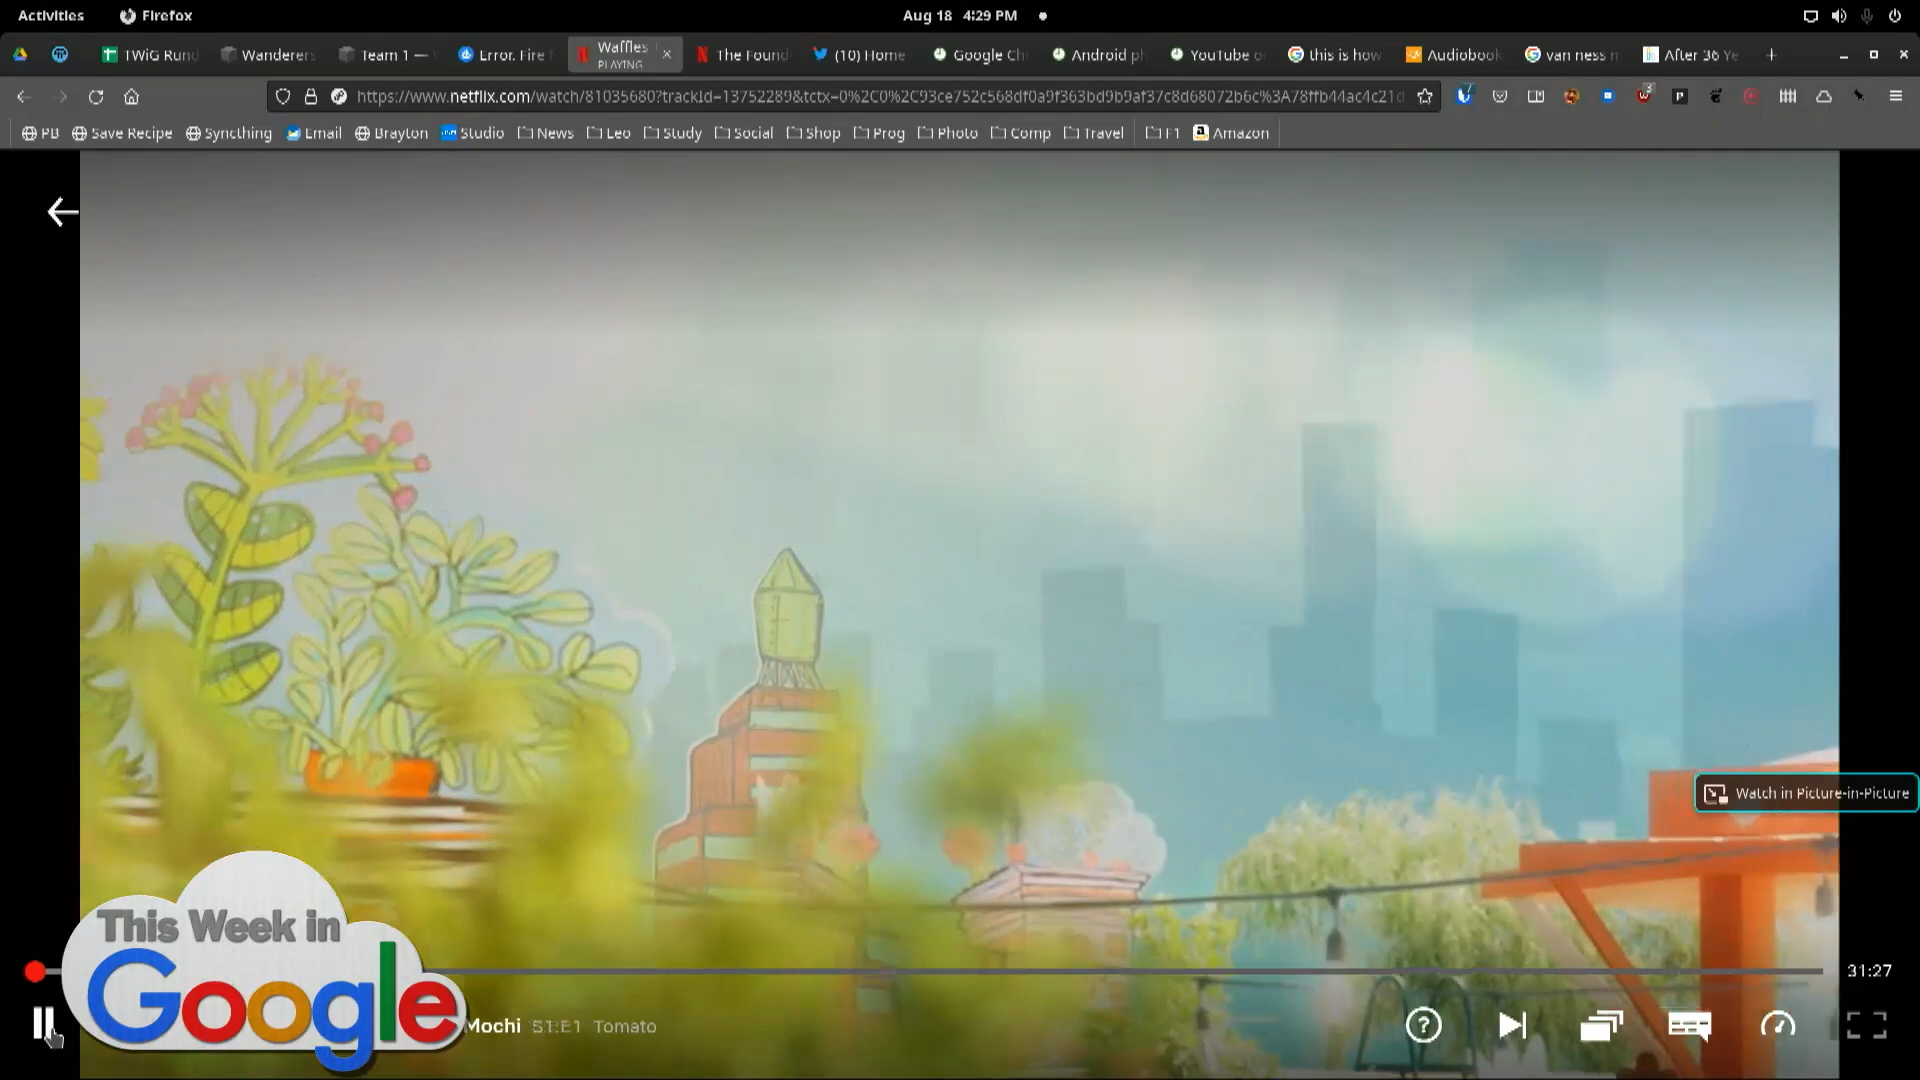 Activities Firefox Aug 18 4:29 PM
TWiG Rund Wanderers Team 1 — Error. Fire Waffles PLAYING The Found (10) Home Google Ch Android ph YouTube o this is how Audiobook van ness m After 36 Ye
https://www.netflix.com/watch/81035680?trackId=13752289&tctx=0%2C0%2C93ce752c568df0a9f363bd9b9af37c8d68072b6c%3A78ffb44ac4c21d 3
PB Save Recipe Syncthing Email Brayton Studio News Leo Study Social Shop Prog Photo Comp Travel F1 Amazon
Watch in Picture-in-Picture
This Week in
Google
31:27
Mochi S1:E1 Tomato